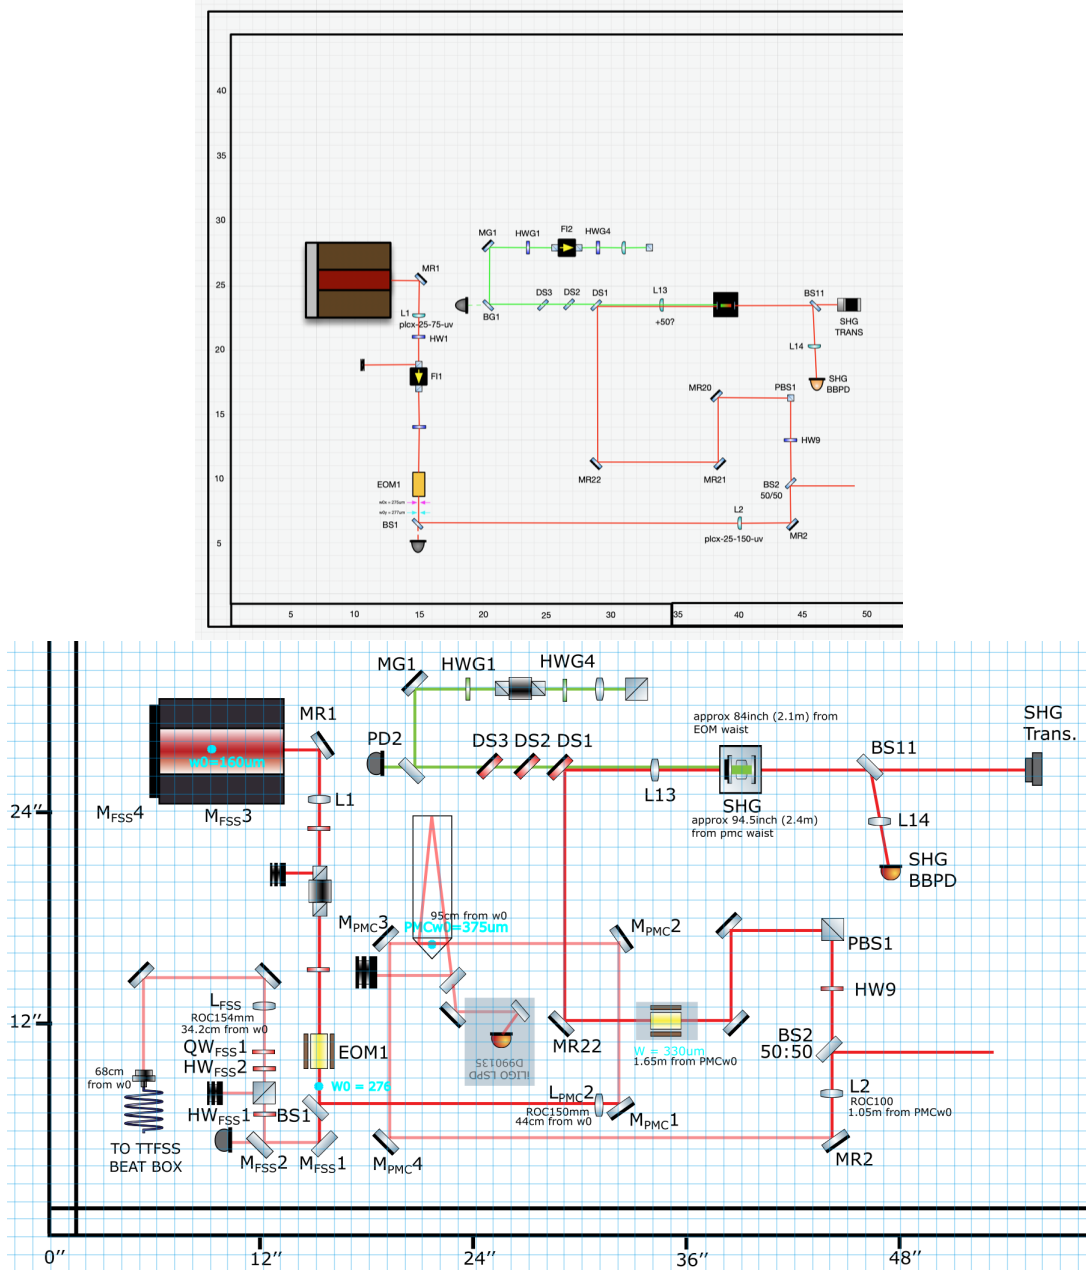 40
35
30
25
20
15
10
5
MG1
HWG1
FI2
HWG4
MR1
L1
plcx-25-75-uv
HW1
FI1
BG1
DS3
DS2
DS1
L13
+50?
BS11
SHG
TRANS
L14
SHG
BBPD
MR20
PBS1
HW9
MR22
MR21
BS2
50/50
EOM1
w0x = 276um
w0y = 277um
BS1
L2
plcx-25-150-uv
MR2
5
10
15
20
25
30
35
40
45
50
MG1
HWG1
HWG4
MR1
w0=160um
PD2
DS3
DS2
DS1
approx 84inch (2.1m) from
EOM waist
SHG
Trans.
BS11
L13
SHG
approx 94.5inch (2.4m)
from pmc waist
L14
SHG
BBPD
24''
MFSS4
MFSS3
L1
MPMC3
95cm from w0
PMCw0=375um
MPMC2
PBS1
HW9
12''
LFSS
ROC154mm
34.2cm from w0
QWFSS1
HWFSS2
EOM1
W0 = 276
iLIGO LSPD
D990135
MR22
W = 330um
1.65m from PMCw0
BS2
50:50
68cm
from w0
HWFSS1
BS1
LPMC2
ROC150mm
44cm from w0
MPMC1
L2
ROC100
1.05m from PMCw0
TO TTFSS
BEAT BOX
MFSS2
MFSS1
MPMC4
MR2
0''
12''
24''
36''
48''